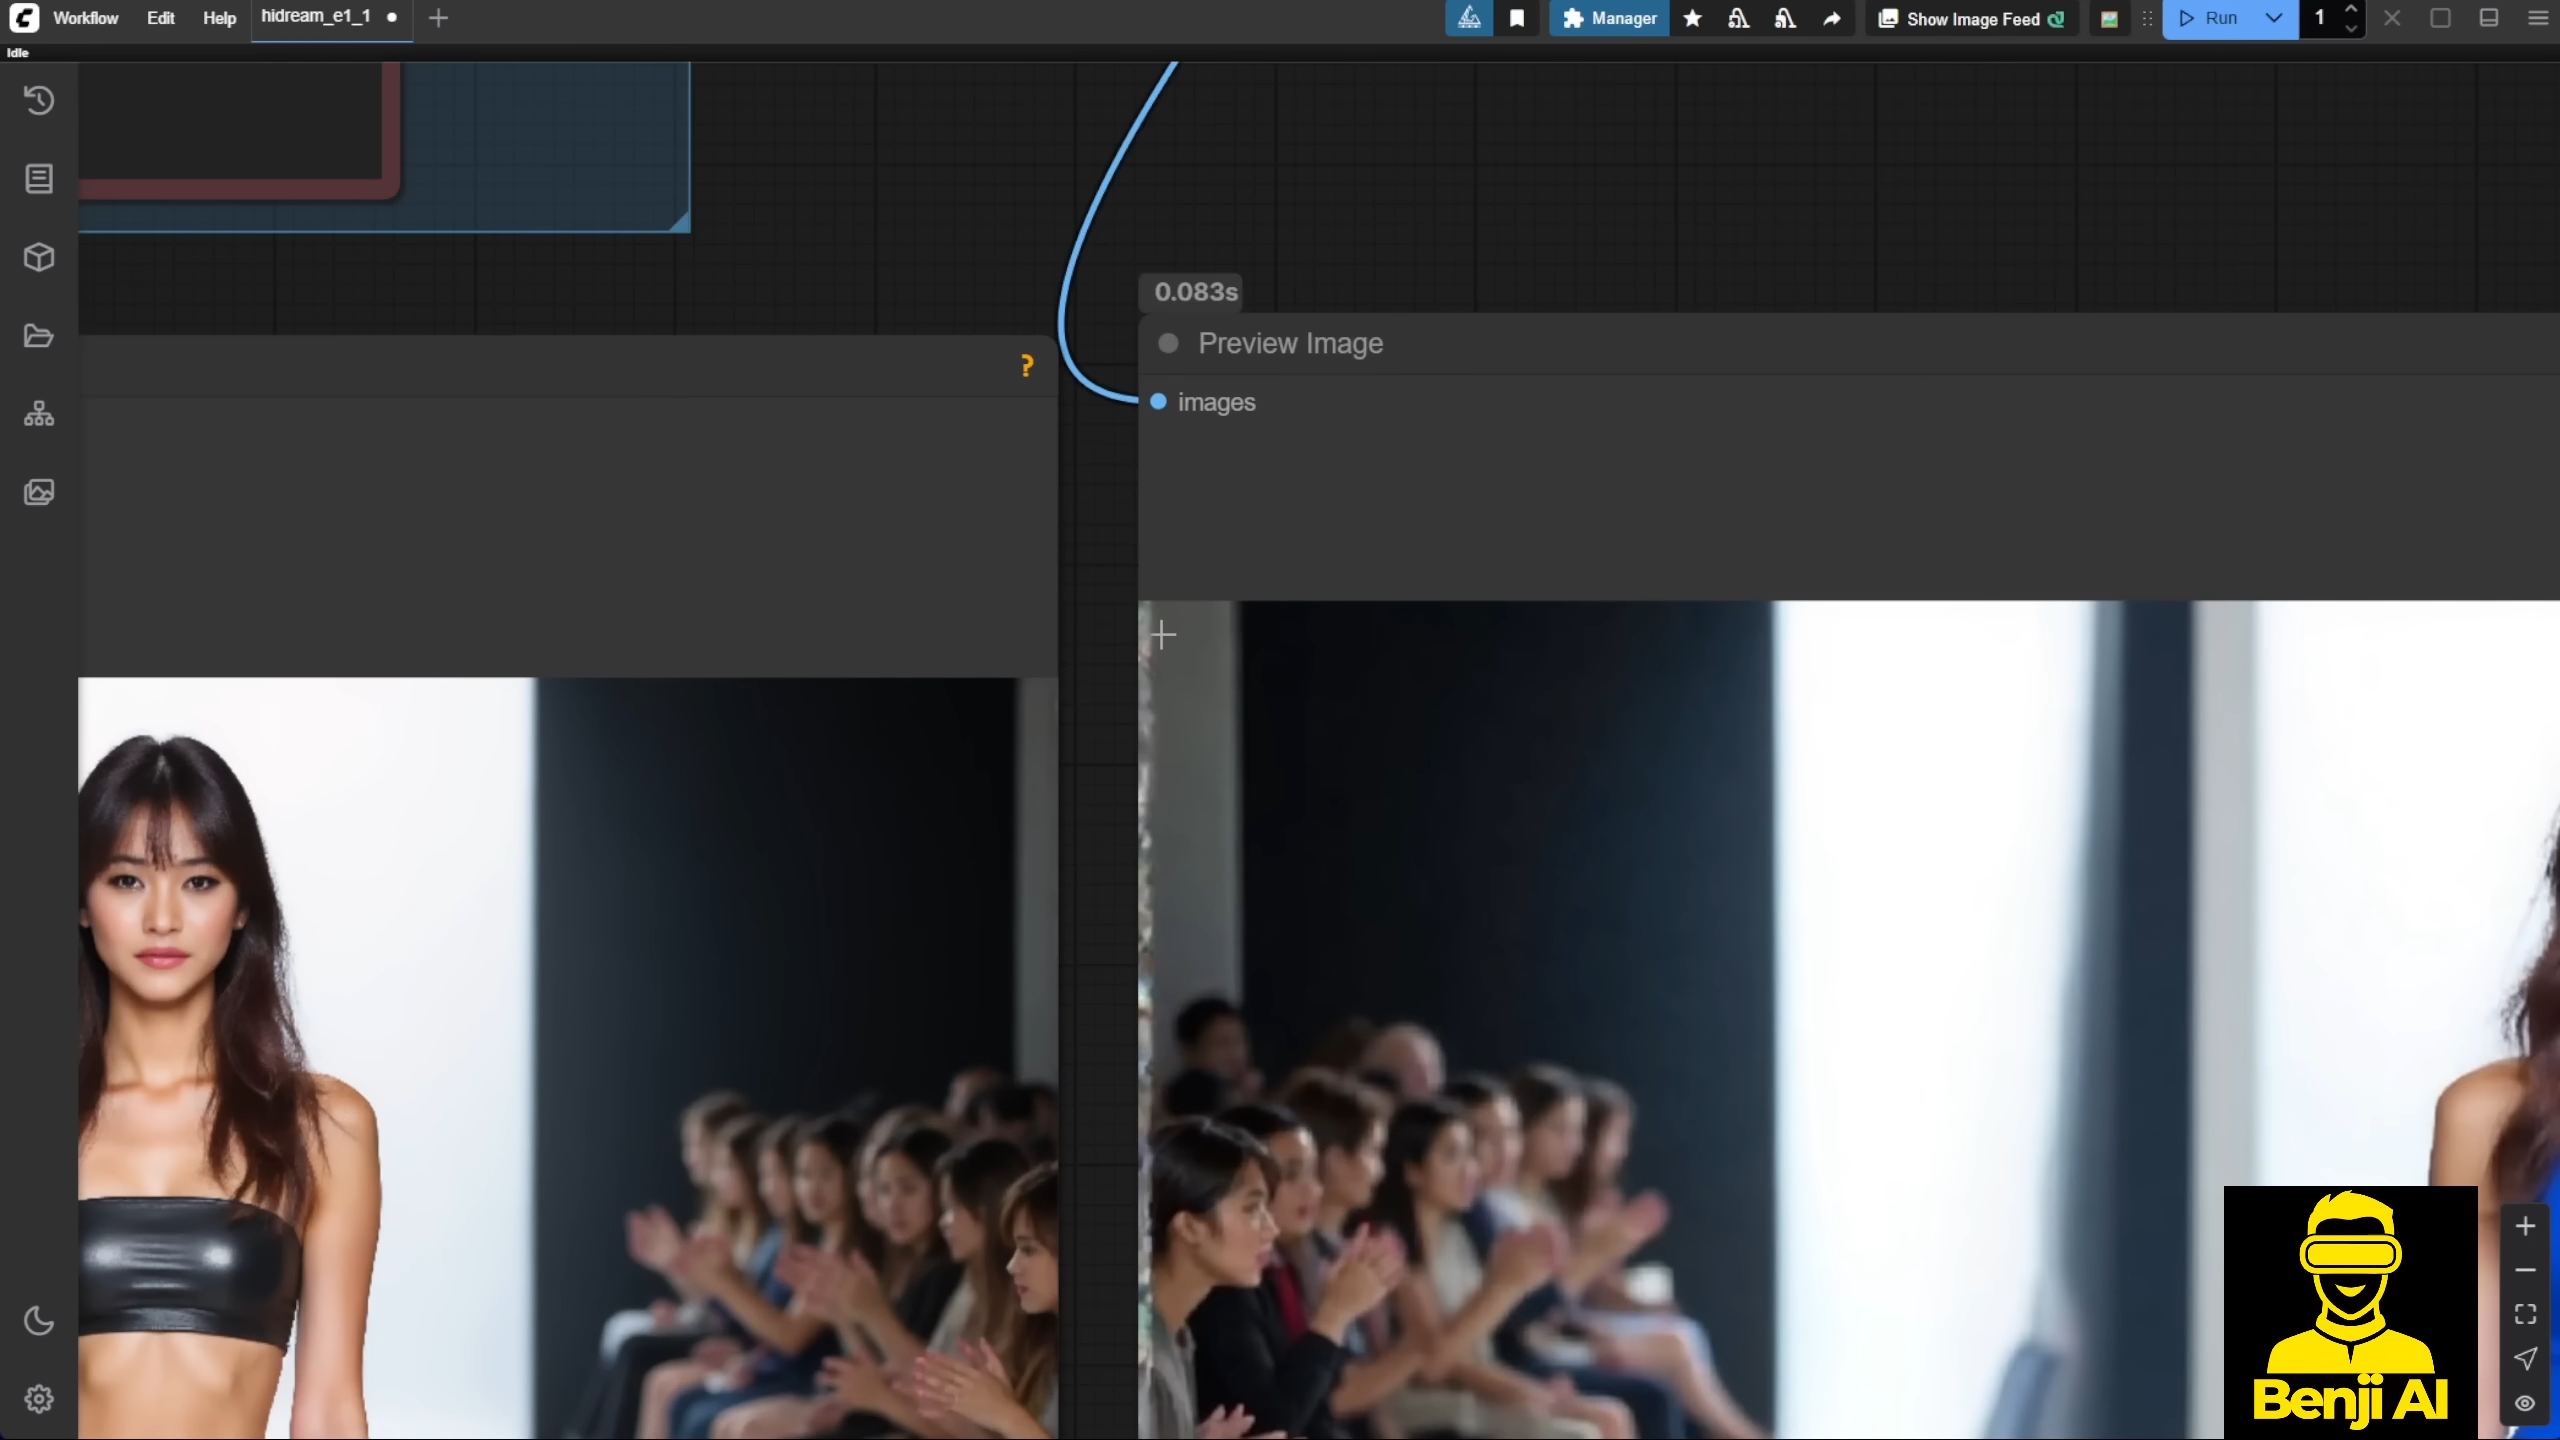 Workflow Edit Help hidream_e1_1
Manager Show Image Feed Run 1
Idle
0.083s
Preview Image
?
images
Benji AI